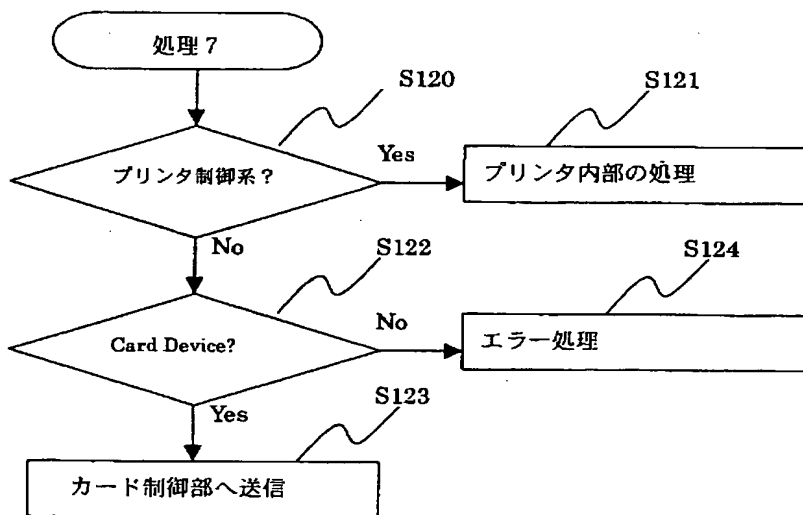 処理7
S120
S121
プリンタ制御系?
Yes
プリンタ内部の処理
No
S122
S124
Card Device?
No
エラー処理
Yes
S123
カード制御部へ送信